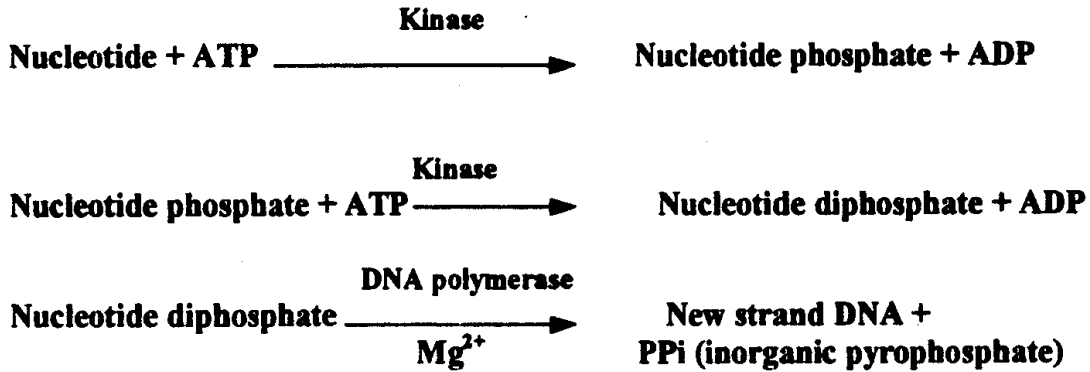 Kinase
Nucleotide + ATP Nucleotide phosphate + ADP
Kinase
Nucleotide phosphate + ATP Nucleotide diphosphate + ADP
DNA polymerase
Nucleotide diphosphate New strand DNA +
Mg²⁺ PPi (inorganic pyrophosphate)